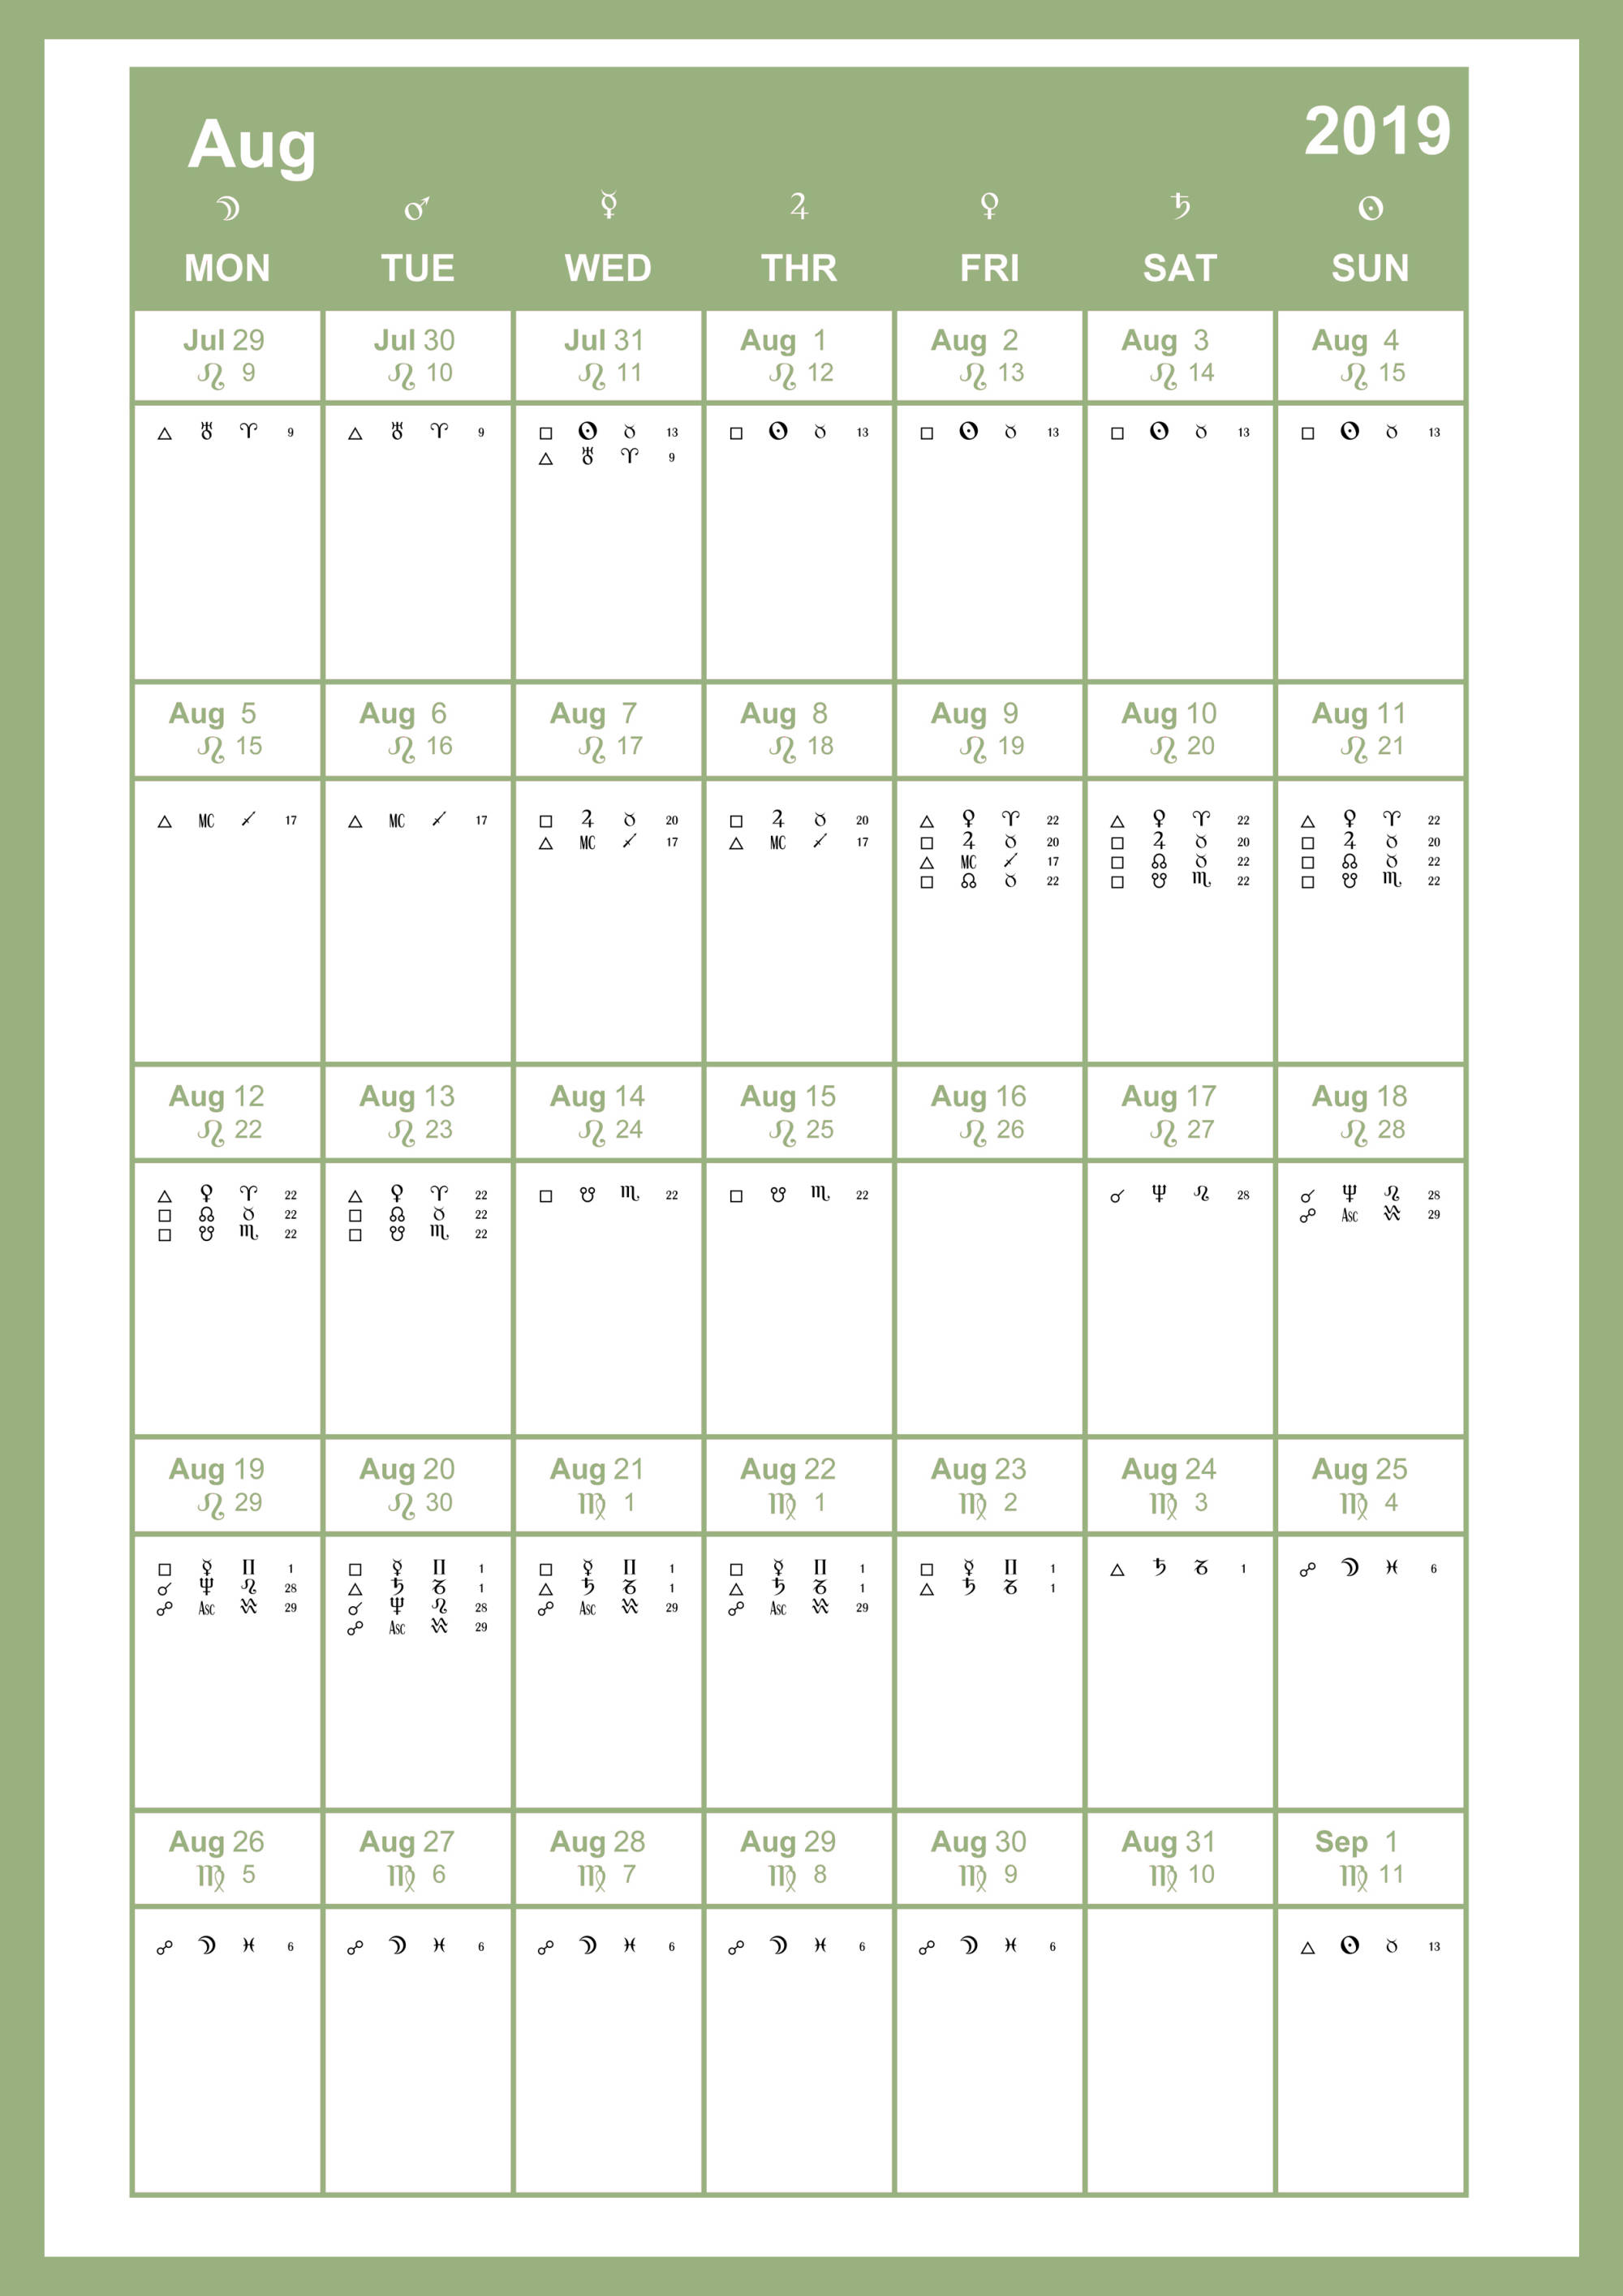 Aug 2019
☽ ♂ ☿ ♃ ♀ ♄ ☉
MON TUE WED THR FRI SAT SUN
Jul 29 Jul 30 Jul 31 Aug 1 Aug 2 Aug 3 Aug 4
♌ 9 ♌ 10 ♌ 11 ♌ 12 ♌ 13 ♌ 14 ♌ 15
△ ♅ ♈ 9 △ ♅ ♈ 9 □ ☉ ♉ 13 □ ☉ ♉ 13 □ ☉ ♉ 13 □ ☉ ♉ 13 □ ☉ ♉ 13
△ ♅ ♈ 9
Aug 5 Aug 6 Aug 7 Aug 8 Aug 9 Aug 10 Aug 11
♌ 15 ♌ 16 ♌ 17 ♌ 18 ♌ 19 ♌ 20 ♌ 21
△ MC ♐ 17 △ MC ♐ 17 □ ♃ ♉ 20 □ ♃ ♉ 20 △ ♀ ♈ 22 △ ♀ ♈ 22 △ ♀ ♈ 22
△ MC ♐ 17 △ MC ♐ 17 □ ♃ ♉ 20 □ ♃ ♉ 20 □ ♃ ♉ 20
△ MC ♐ 17 □ ☊ ♉ 22 □ ☊ ♉ 22
□ ☊ ♉ 22 □ ☋ ♏ 22 □ ☋ ♏ 22
Aug 12 Aug 13 Aug 14 Aug 15 Aug 16 Aug 17 Aug 18
♌ 22 ♌ 23 ♌ 24 ♌ 25 ♌ 26 ♌ 27 ♌ 28
△ ♀ ♈ 22 △ ♀ ♈ 22 □ ☋ ♏ 22 □ ☋ ♏ 22 ☌ ♆ ♌ 28 ☌ ♆ ♌ 28
□ ☊ ♉ 22 □ ☊ ♉ 22 ☍ Asc ♒ 29
□ ☋ ♏ 22 □ ☋ ♏ 22
Aug 19 Aug 20 Aug 21 Aug 22 Aug 23 Aug 24 Aug 25
♌ 29 ♌ 30 ♍ 1 ♍ 1 ♍ 2 ♍ 3 ♍ 4
□ ☿ ♊ 1 □ ☿ ♊ 1 □ ☿ ♊ 1 □ ☿ ♊ 1 □ ☿ ♊ 1 △ ♄ ♑ 1 ☍ ☽ ♓ 6
☌ ♆ ♌ 28 △ ♄ ♑ 1 △ ♄ ♑ 1 △ ♄ ♑ 1 △ ♄ ♑ 1
☍ Asc ♒ 29 ☌ ♆ ♌ 28 ☍ Asc ♒ 29 ☍ Asc ♒ 29
☍ Asc ♒ 29
Aug 26 Aug 27 Aug 28 Aug 29 Aug 30 Aug 31 Sep 1
♍ 5 ♍ 6 ♍ 7 ♍ 8 ♍ 9 ♍ 10 ♍ 11
☍ ☽ ♓ 6 ☍ ☽ ♓ 6 ☍ ☽ ♓ 6 ☍ ☽ ♓ 6 ☍ ☽ ♓ 6 △ ☉ ♉ 13